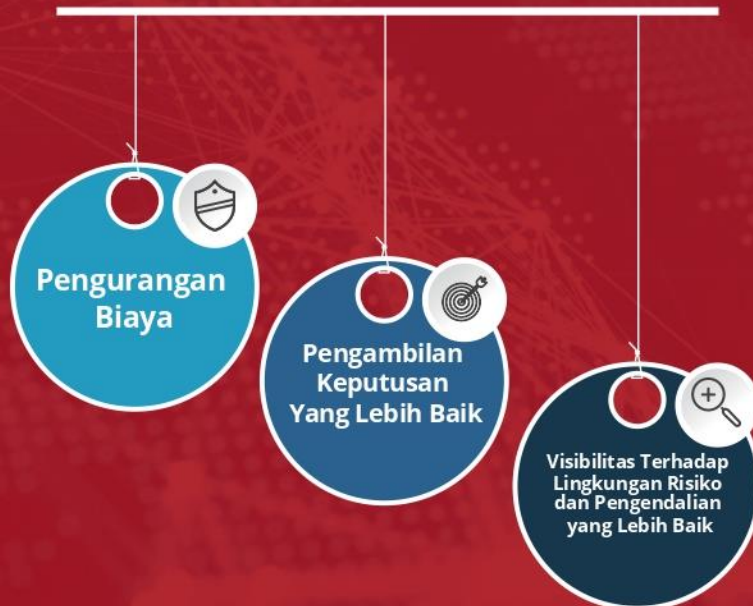 Pengurangan
Biaya
Pengambilan
Keputusan
Yang Lebih Baik
Visibilitas Terhadap
Lingkungan Risiko
dan Pengendalian
yang Lebih Baik